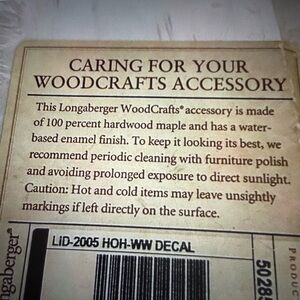 CARING FOR YOUR
WOODCRAFTS ACCESSORY
This Longaberger WoodCrafts® accessory is made
of 100 percent hardwood maple and has a water-
based enamel finish. To keep it looking its best, we
recommend periodic cleaning with furniture polish
and avoiding prolonged exposure to direct sunlight.
Caution: Hot and cold items may leave unsightly
markings if left directly on the surface.
LID-2005 HOH-WW DECAL